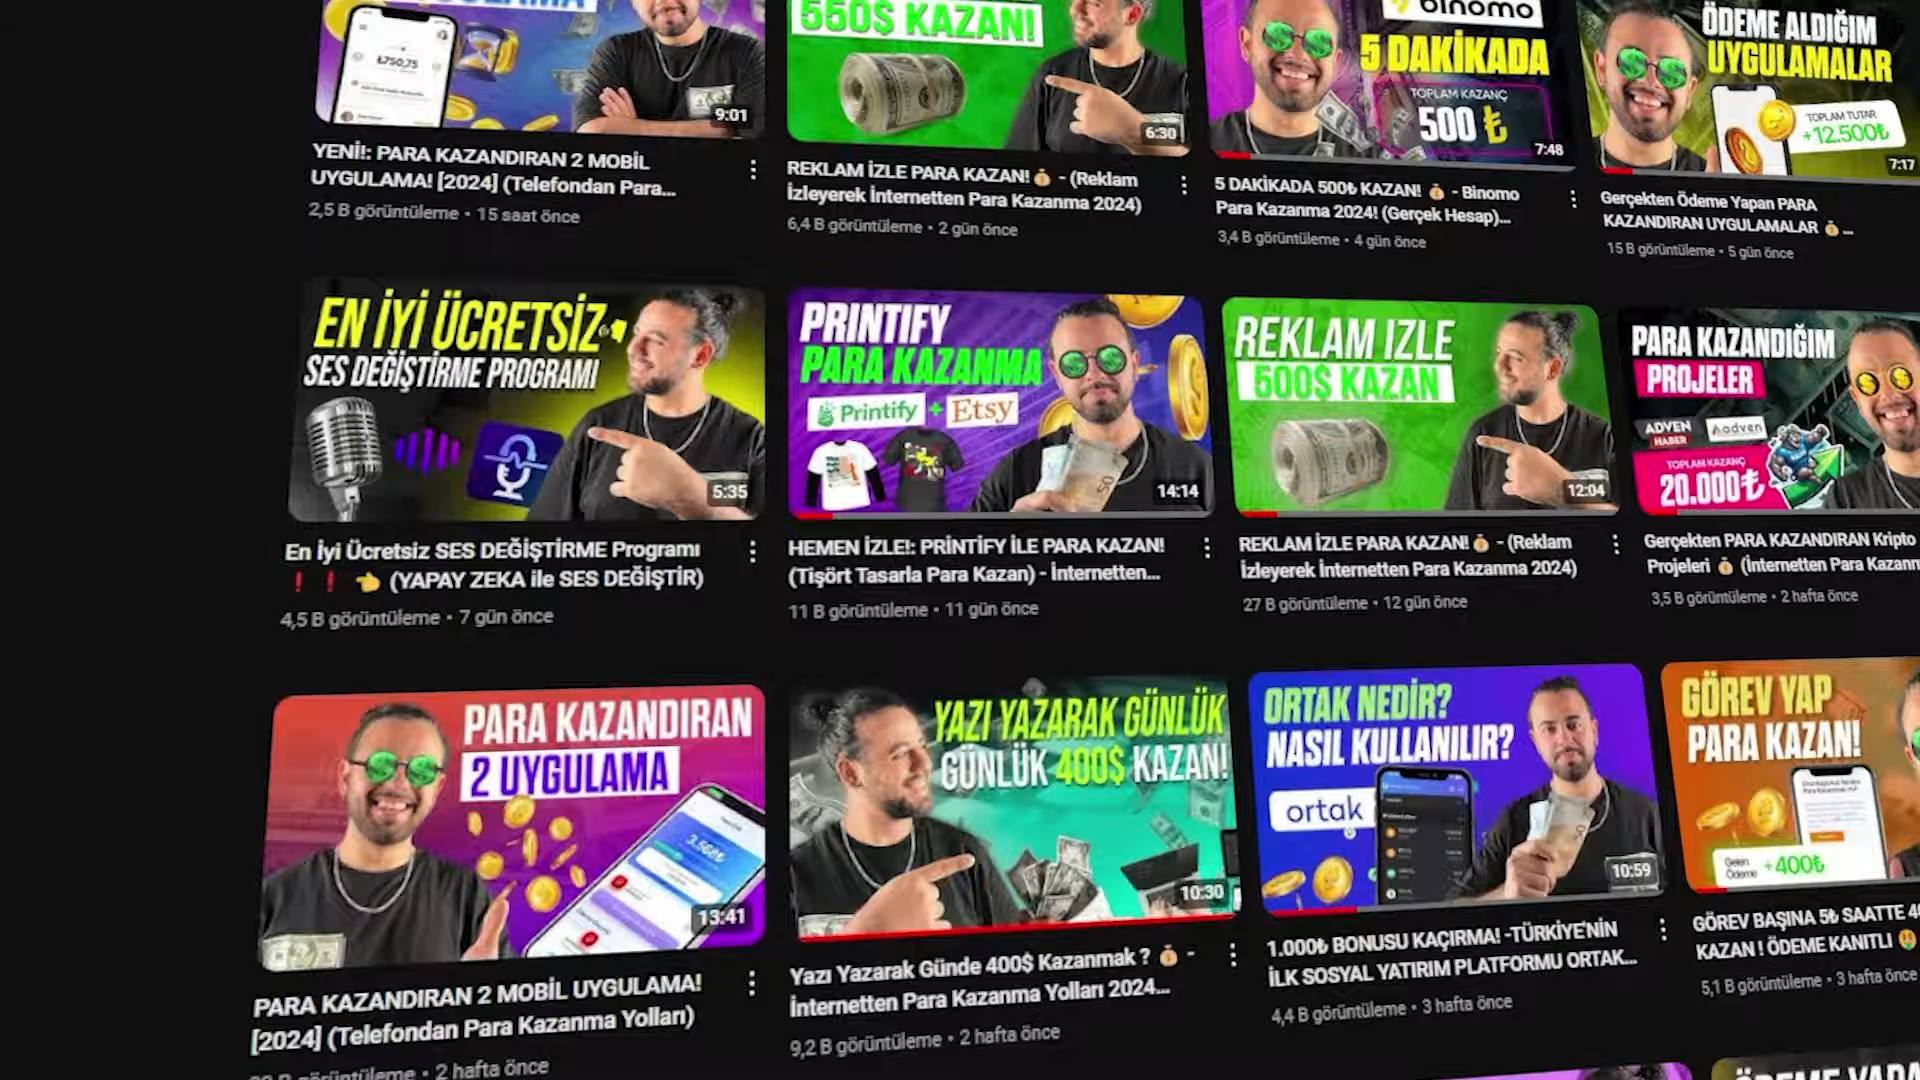 ₺750,75
9:01
YENİ!: PARA KAZANDIRAN 2 MOBİL
UYGULAMA! [2024] (Telefondan Para...
2,5 B görüntüleme • 15 saat önce
550$ KAZAN!
6:30
REKLAM İZLE PARA KAZAN! 💰 - (Reklam
İzleyerek İnternetten Para Kazanma 2024)
6,4 B görüntüleme • 2 gün önce
binomo
5 DAKİKADA
TOPLAM KAZANÇ
500 ₺
7:48
5 DAKİKADA 500₺ KAZAN! 💰 - Binomo
Para Kazanma 2024! (Gerçek Hesap)...
3,4 B görüntüleme • 4 gün önce
ÖDEME ALDIĞIM
UYGULAMALAR
TOPLAM TUTAR
+12.500₺
7:17
Gerçekten Ödeme Yapan PARA
KAZANDIRAN UYGULAMALAR 💰 ...
15 B görüntüleme • 5 gün önce
EN İYİ ÜCRETSİZ
SES DEĞİŞTİRME PROGRAMI
5:35
En İyi Ücretsiz SES DEĞİŞTİRME Programı
❗ ❗ 👈 (YAPAY ZEKA ile SES DEĞİŞTİR)
4,5 B görüntüleme • 7 gün önce
PRINTIFY
PARA KAZANMA
Printify + Etsy
14:14
HEMEN İZLE!: PRİNTİFY İLE PARA KAZAN!
(Tişört Tasarla Para Kazan) - İnternetten...
11 B görüntüleme • 11 gün önce
REKLAM IZLE
500$ KAZAN
12:04
REKLAM İZLE PARA KAZAN! 💰 - (Reklam
İzleyerek İnternetten Para Kazanma 2024)
27 B görüntüleme • 12 gün önce
PARA KAZANDIĞIM
PROJELER
ADVEN
HABER
Aadven
TOPLAM KAZANÇ
20.000₺
Gerçekten PARA KAZANDIRAN Kripto
Projeleri 💰 (İnternetten Para Kazanm
3,5 B görüntüleme • 2 hafta önce
PARA KAZANDIRAN
2 UYGULAMA
3.568₺
13:41
PARA KAZANDIRAN 2 MOBİL UYGULAMA!
[2024] (Telefondan Para Kazanma Yolları)
görüntüleme • 2 hafta önce
YAZI YAZARAK GÜNLÜK
GÜNLÜK 400$ KAZAN!
10:30
Yazı Yazarak Günde 400$ Kazanmak ? 💰 -
İnternetten Para Kazanma Yolları 2024...
9,2 B görüntüleme • 2 hafta önce
ORTAK NEDİR?
NASIL KULLANILIR?
ortak
10:59
1.000₺ BONUSU KAÇIRMA! -TÜRKİYE'NİN
İLK SOSYAL YATIRIM PLATFORMU ORTAK...
4,4 B görüntüleme • 3 hafta önce
GÖREV YAP
PARA KAZAN!
Gelen
Ödeme
+400₺
GÖREV BAŞINA 5₺ SAATTE 40
KAZAN ! ÖDEME KANITLI 🤑
5,1 B görüntüleme • 3 hafta önce